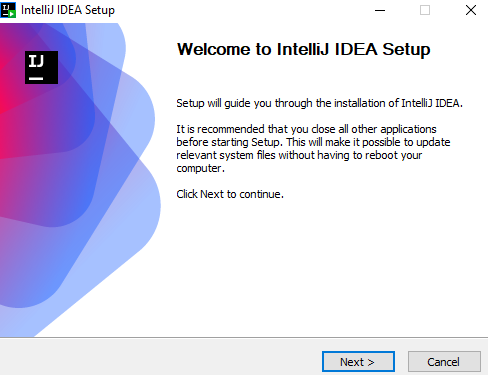 IntelliJ IDEA Setup
IJ
Welcome to IntelliJ IDEA Setup
Setup will guide you through the installation of IntelliJ IDEA.
It is recommended that you close all other applications
before starting Setup. This will make it possible to update
relevant system files without having to reboot your
computer.
Click Next to continue.
Next >
Cancel